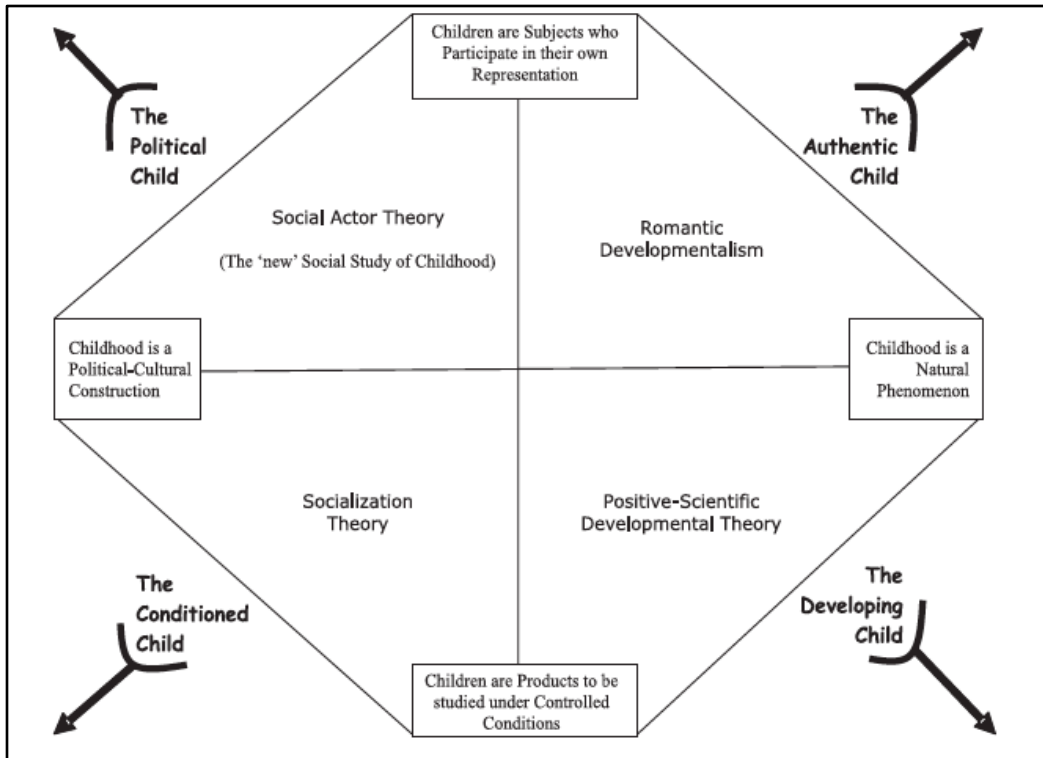 Children are Subjects who
Participate in their own
Representation
The
Political
Child
The
Authentic
Child
Social Actor Theory
(The ‘new’ Social Study of Childhood)
Romantic
Developmentalism
Childhood is a
Political-Cultural
Construction
Childhood is a
Natural
Phenomenon
Socialization
Theory
Positive-Scientific
Developmental Theory
The
Conditioned
Child
The
Developing
Child
Children are Products to be
studied under Controlled
Conditions